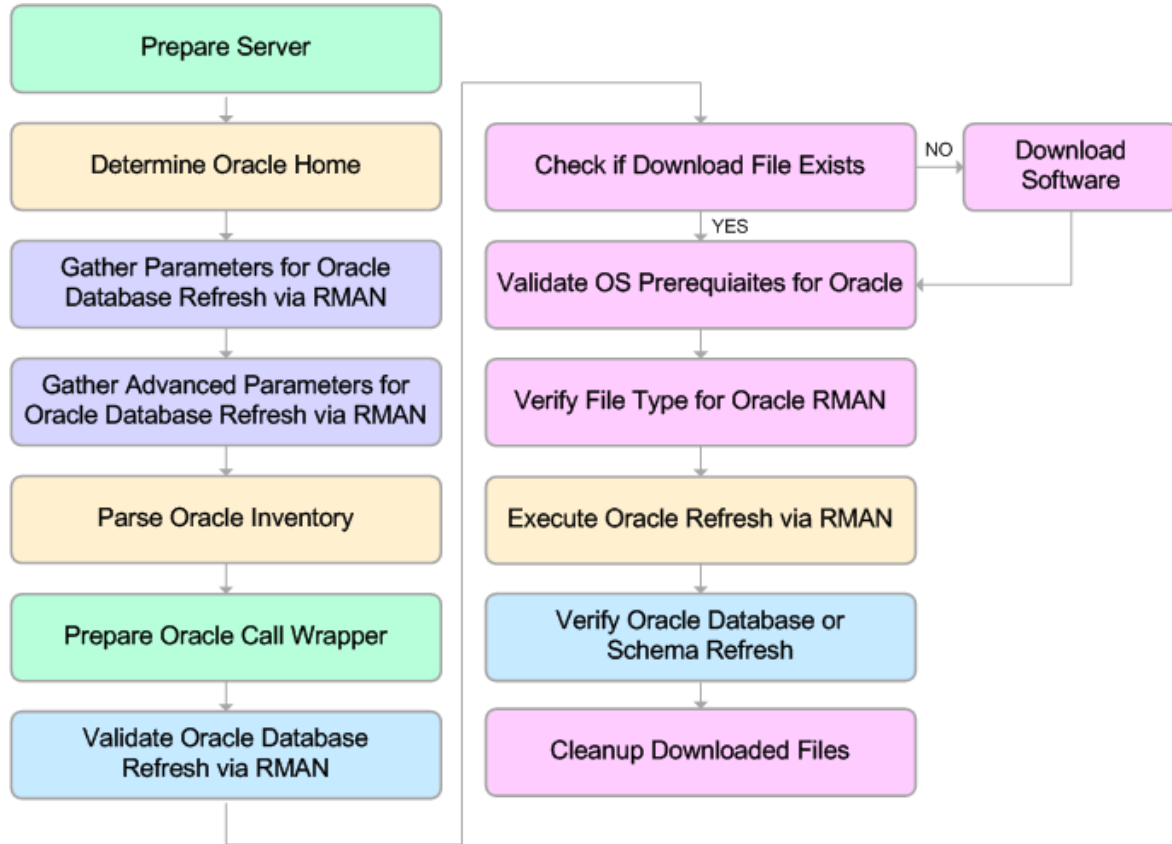 Prepare Server
Determine Oracle Home
Gather Parameters for Oracle
Database Refresh via RMAN
Gather Advanced Parameters for
Oracle Database Refresh via RMAN
Parse Oracle Inventory
Prepare Oracle Call Wrapper
Validate Oracle Database
Refresh via RMAN
Check if Download File Exists
NO
Download
Software
YES
Validate OS Prerequiaites for Oracle
Verify File Type for Oracle RMAN
Execute Oracle Refresh via RMAN
Verify Oracle Database or
Schema Refresh
Cleanup Downloaded Files